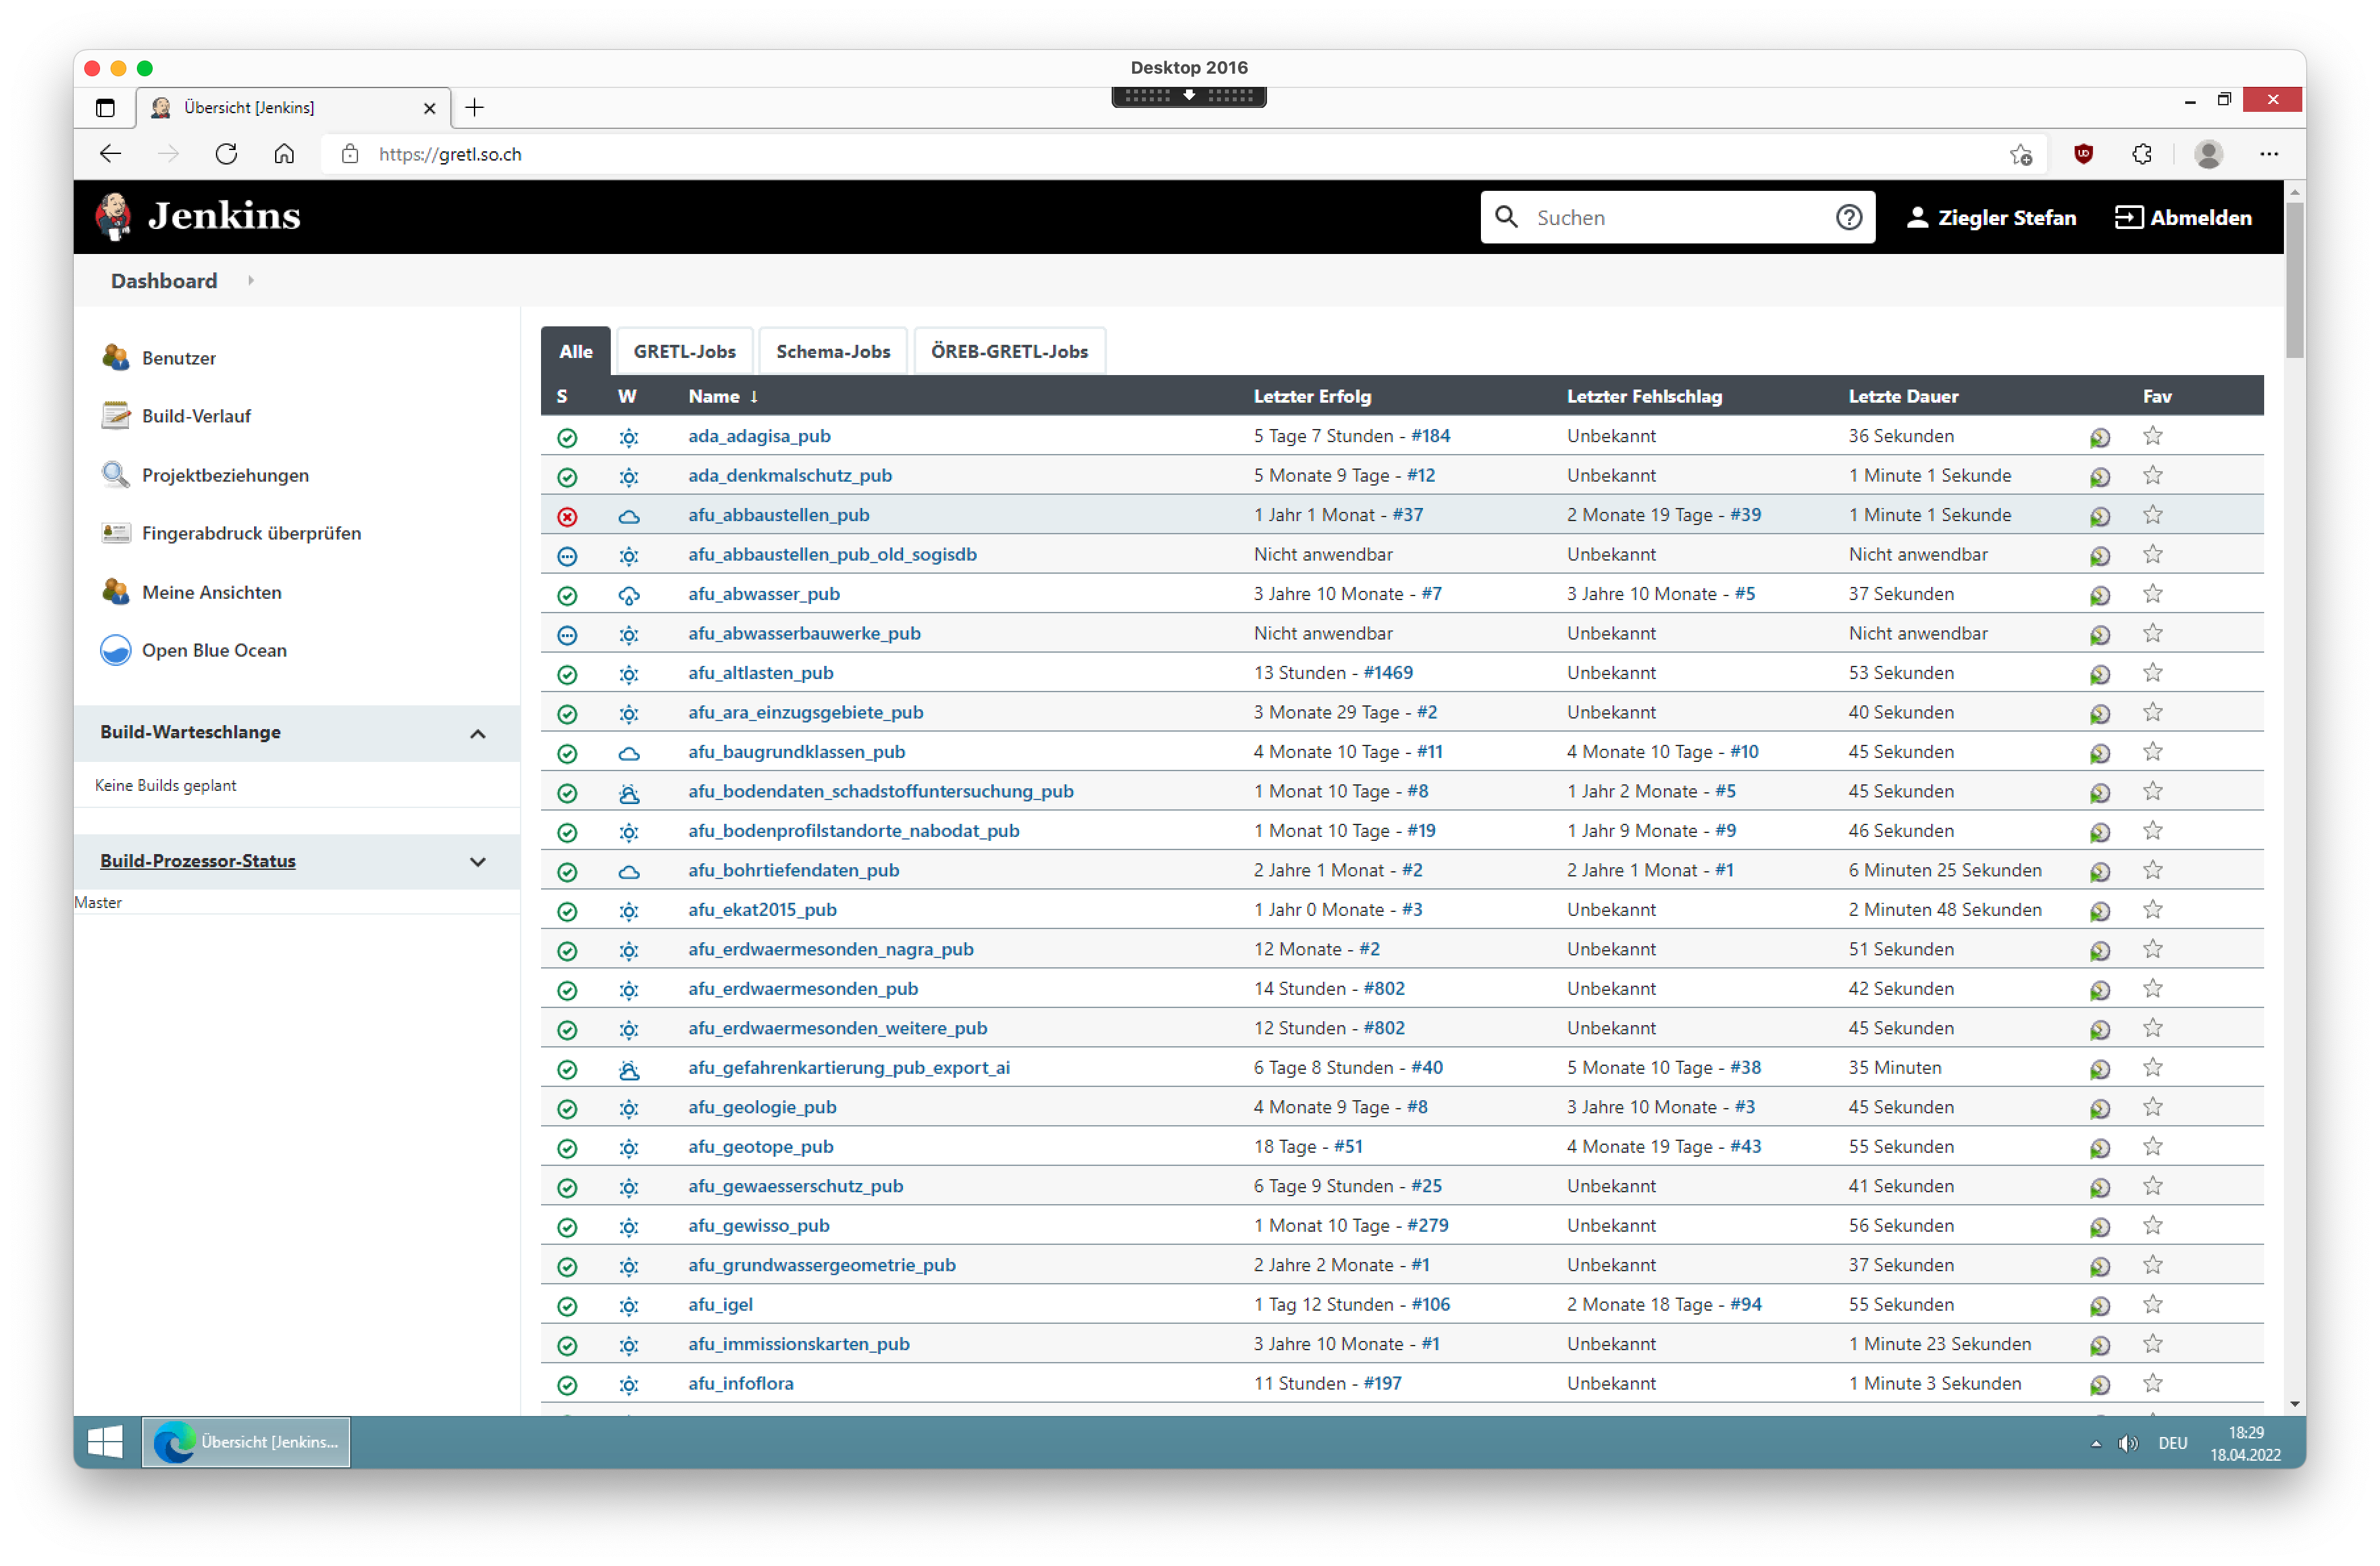 Desktop 2016
Übersicht [Jenkins]
https://gretl.so.ch
Jenkins
Suchen
Ziegler Stefan
Abmelden
Dashboard
Benutzer
Build-Verlauf
Projektbeziehungen
Fingerabdruck überprüfen
Meine Ansichten
Open Blue Ocean
Build-Warteschlange
Keine Builds geplant
Build-Prozessor-Status
Master
Alle GRETL-Jobs Schema-Jobs ÖREB-GRETL-Jobs
S W Name ↓ Letzter Erfolg Letzter Fehlschlag Letzte Dauer Fav
ada_adagisa_pub 5 Tage 7 Stunden - #184 Unbekannt 36 Sekunden
ada_denkmalschutz_pub 5 Monate 9 Tage - #12 Unbekannt 1 Minute 1 Sekunde
afu_abbaustellen_pub 1 Jahr 1 Monat - #37 2 Monate 19 Tage - #39 1 Minute 1 Sekunde
afu_abbaustellen_pub_old_sogisdb Nicht anwendbar Unbekannt Nicht anwendbar
afu_abwasser_pub 3 Jahre 10 Monate - #7 3 Jahre 10 Monate - #5 37 Sekunden
afu_abwasserbauwerke_pub Nicht anwendbar Unbekannt Nicht anwendbar
afu_altlasten_pub 13 Stunden - #1469 Unbekannt 53 Sekunden
afu_ara_einzugsgebiete_pub 3 Monate 29 Tage - #2 Unbekannt 40 Sekunden
afu_baugrundklassen_pub 4 Monate 10 Tage - #11 4 Monate 10 Tage - #10 45 Sekunden
afu_bodendaten_schadstoffuntersuchung_pub 1 Monat 10 Tage - #8 1 Jahr 2 Monate - #5 45 Sekunden
afu_bodenprofilstandorte_nabodat_pub 1 Monat 10 Tage - #19 1 Jahr 9 Monate - #9 46 Sekunden
afu_bohrtiefendaten_pub 2 Jahre 1 Monat - #2 2 Jahre 1 Monat - #1 6 Minuten 25 Sekunden
afu_ekat2015_pub 1 Jahr 0 Monate - #3 Unbekannt 2 Minuten 48 Sekunden
afu_erdwaermesonden_nagra_pub 12 Monate - #2 Unbekannt 51 Sekunden
afu_erdwaermesonden_pub 14 Stunden - #802 Unbekannt 42 Sekunden
afu_erdwaermesonden_weitere_pub 12 Stunden - #802 Unbekannt 45 Sekunden
afu_gefahrenkartierung_pub_export_ai 6 Tage 8 Stunden - #40 5 Monate 10 Tage - #38 35 Minuten
afu_geologie_pub 4 Monate 9 Tage - #8 3 Jahre 10 Monate - #3 45 Sekunden
afu_geotope_pub 18 Tage - #51 4 Monate 19 Tage - #43 55 Sekunden
afu_gewaesserschutz_pub 6 Tage 9 Stunden - #25 Unbekannt 41 Sekunden
afu_gewisso_pub 1 Monat 10 Tage - #279 Unbekannt 56 Sekunden
afu_grundwassergeometrie_pub 2 Jahre 2 Monate - #1 Unbekannt 37 Sekunden
afu_igel 1 Tag 12 Stunden - #106 2 Monate 18 Tage - #94 55 Sekunden
afu_immissionskarten_pub 3 Jahre 10 Monate - #1 Unbekannt 1 Minute 23 Sekunden
afu_infoflora 11 Stunden - #197 Unbekannt 1 Minute 3 Sekunden
Übersicht [Jenkins...
DEU
18:29
18.04.2022